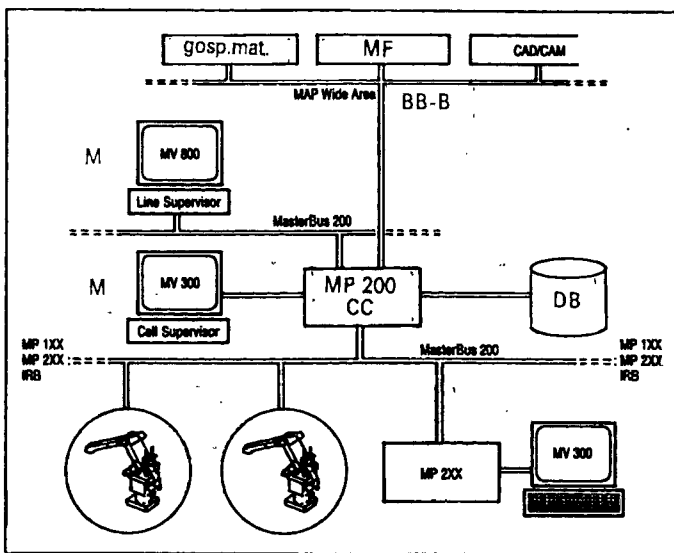 gosp.mat.
MF
CAD/CAM
MAP Wide Area
BB-B
M
MV 800
Line Supervisor
MasterBus 200
M
MV 300
Cell Supervisor
MP 200
CC
DB
MP 1XX
MP 2XX
IRB
MasterBus 200
MP 1XX
MP 2XX
IRB
MP 2XX
MV 300